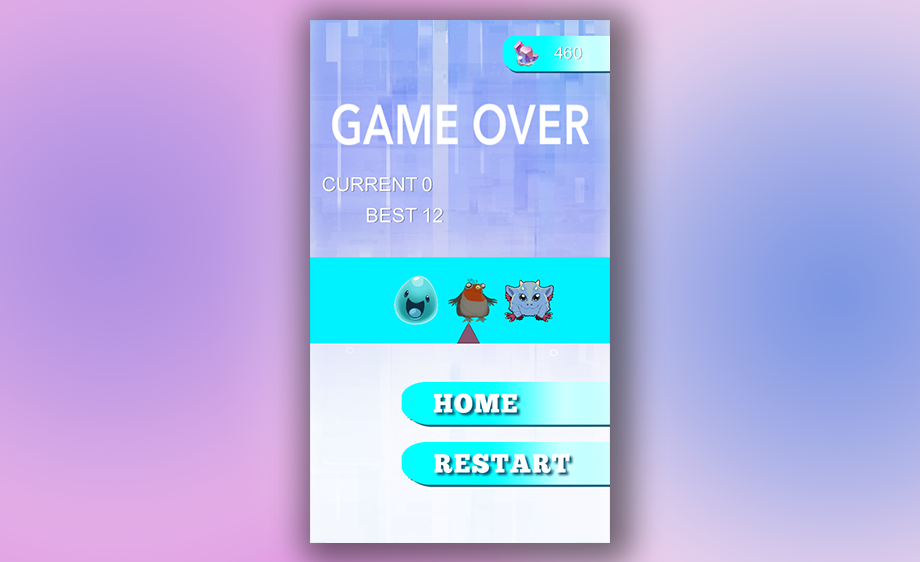 460
GAME OVER
CURRENT 0
BEST 12
HOME
RESTART